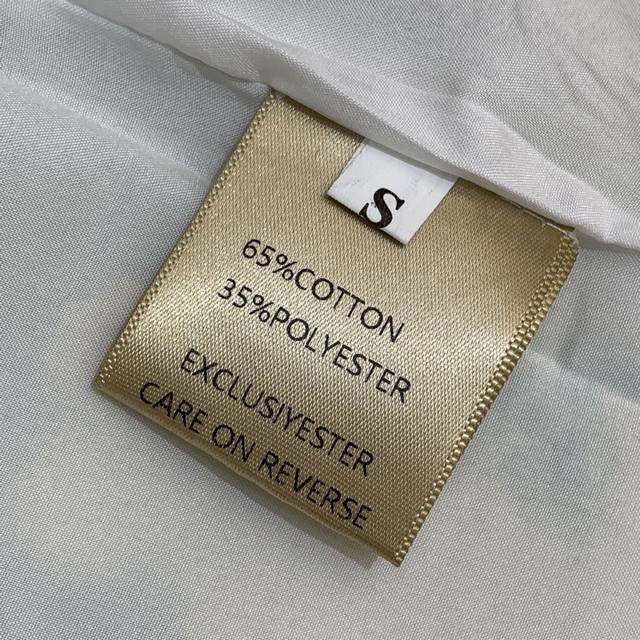 S
65%COTTON
35%POLYESTER
EXCLUSIYESTER
CARE ON REVERSE